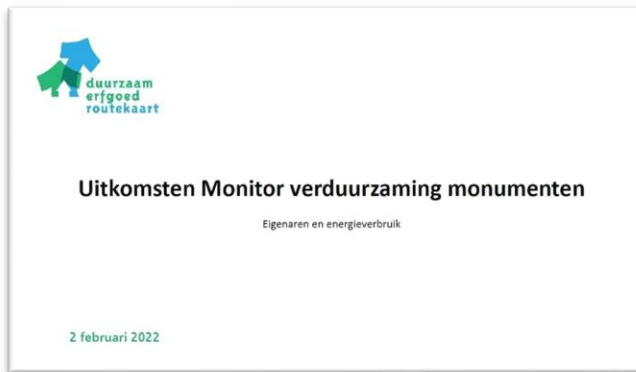 duurzaam
erfgoed
routekaart
Uitkomsten Monitor verduurzaming monumenten
Eigenaren en energieverbruik
2 februari 2022